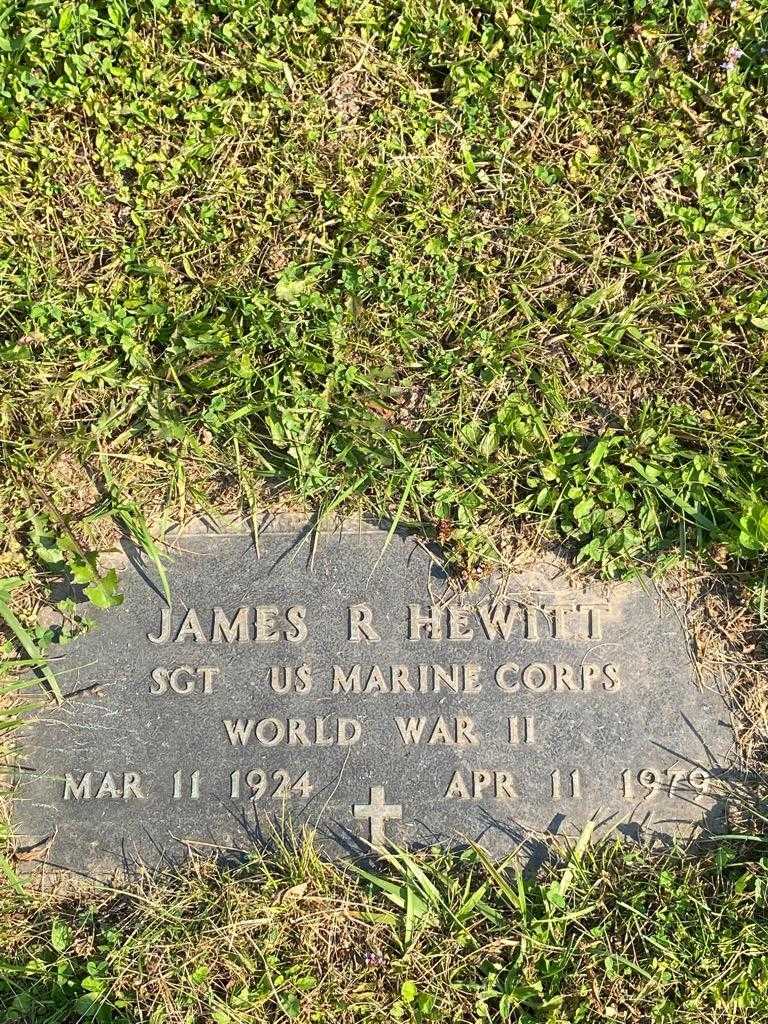 JAMES R HEWITT
SGT US MARINE CORPS
WORLD WAR II
MAR 11 1924 APR 11 1979